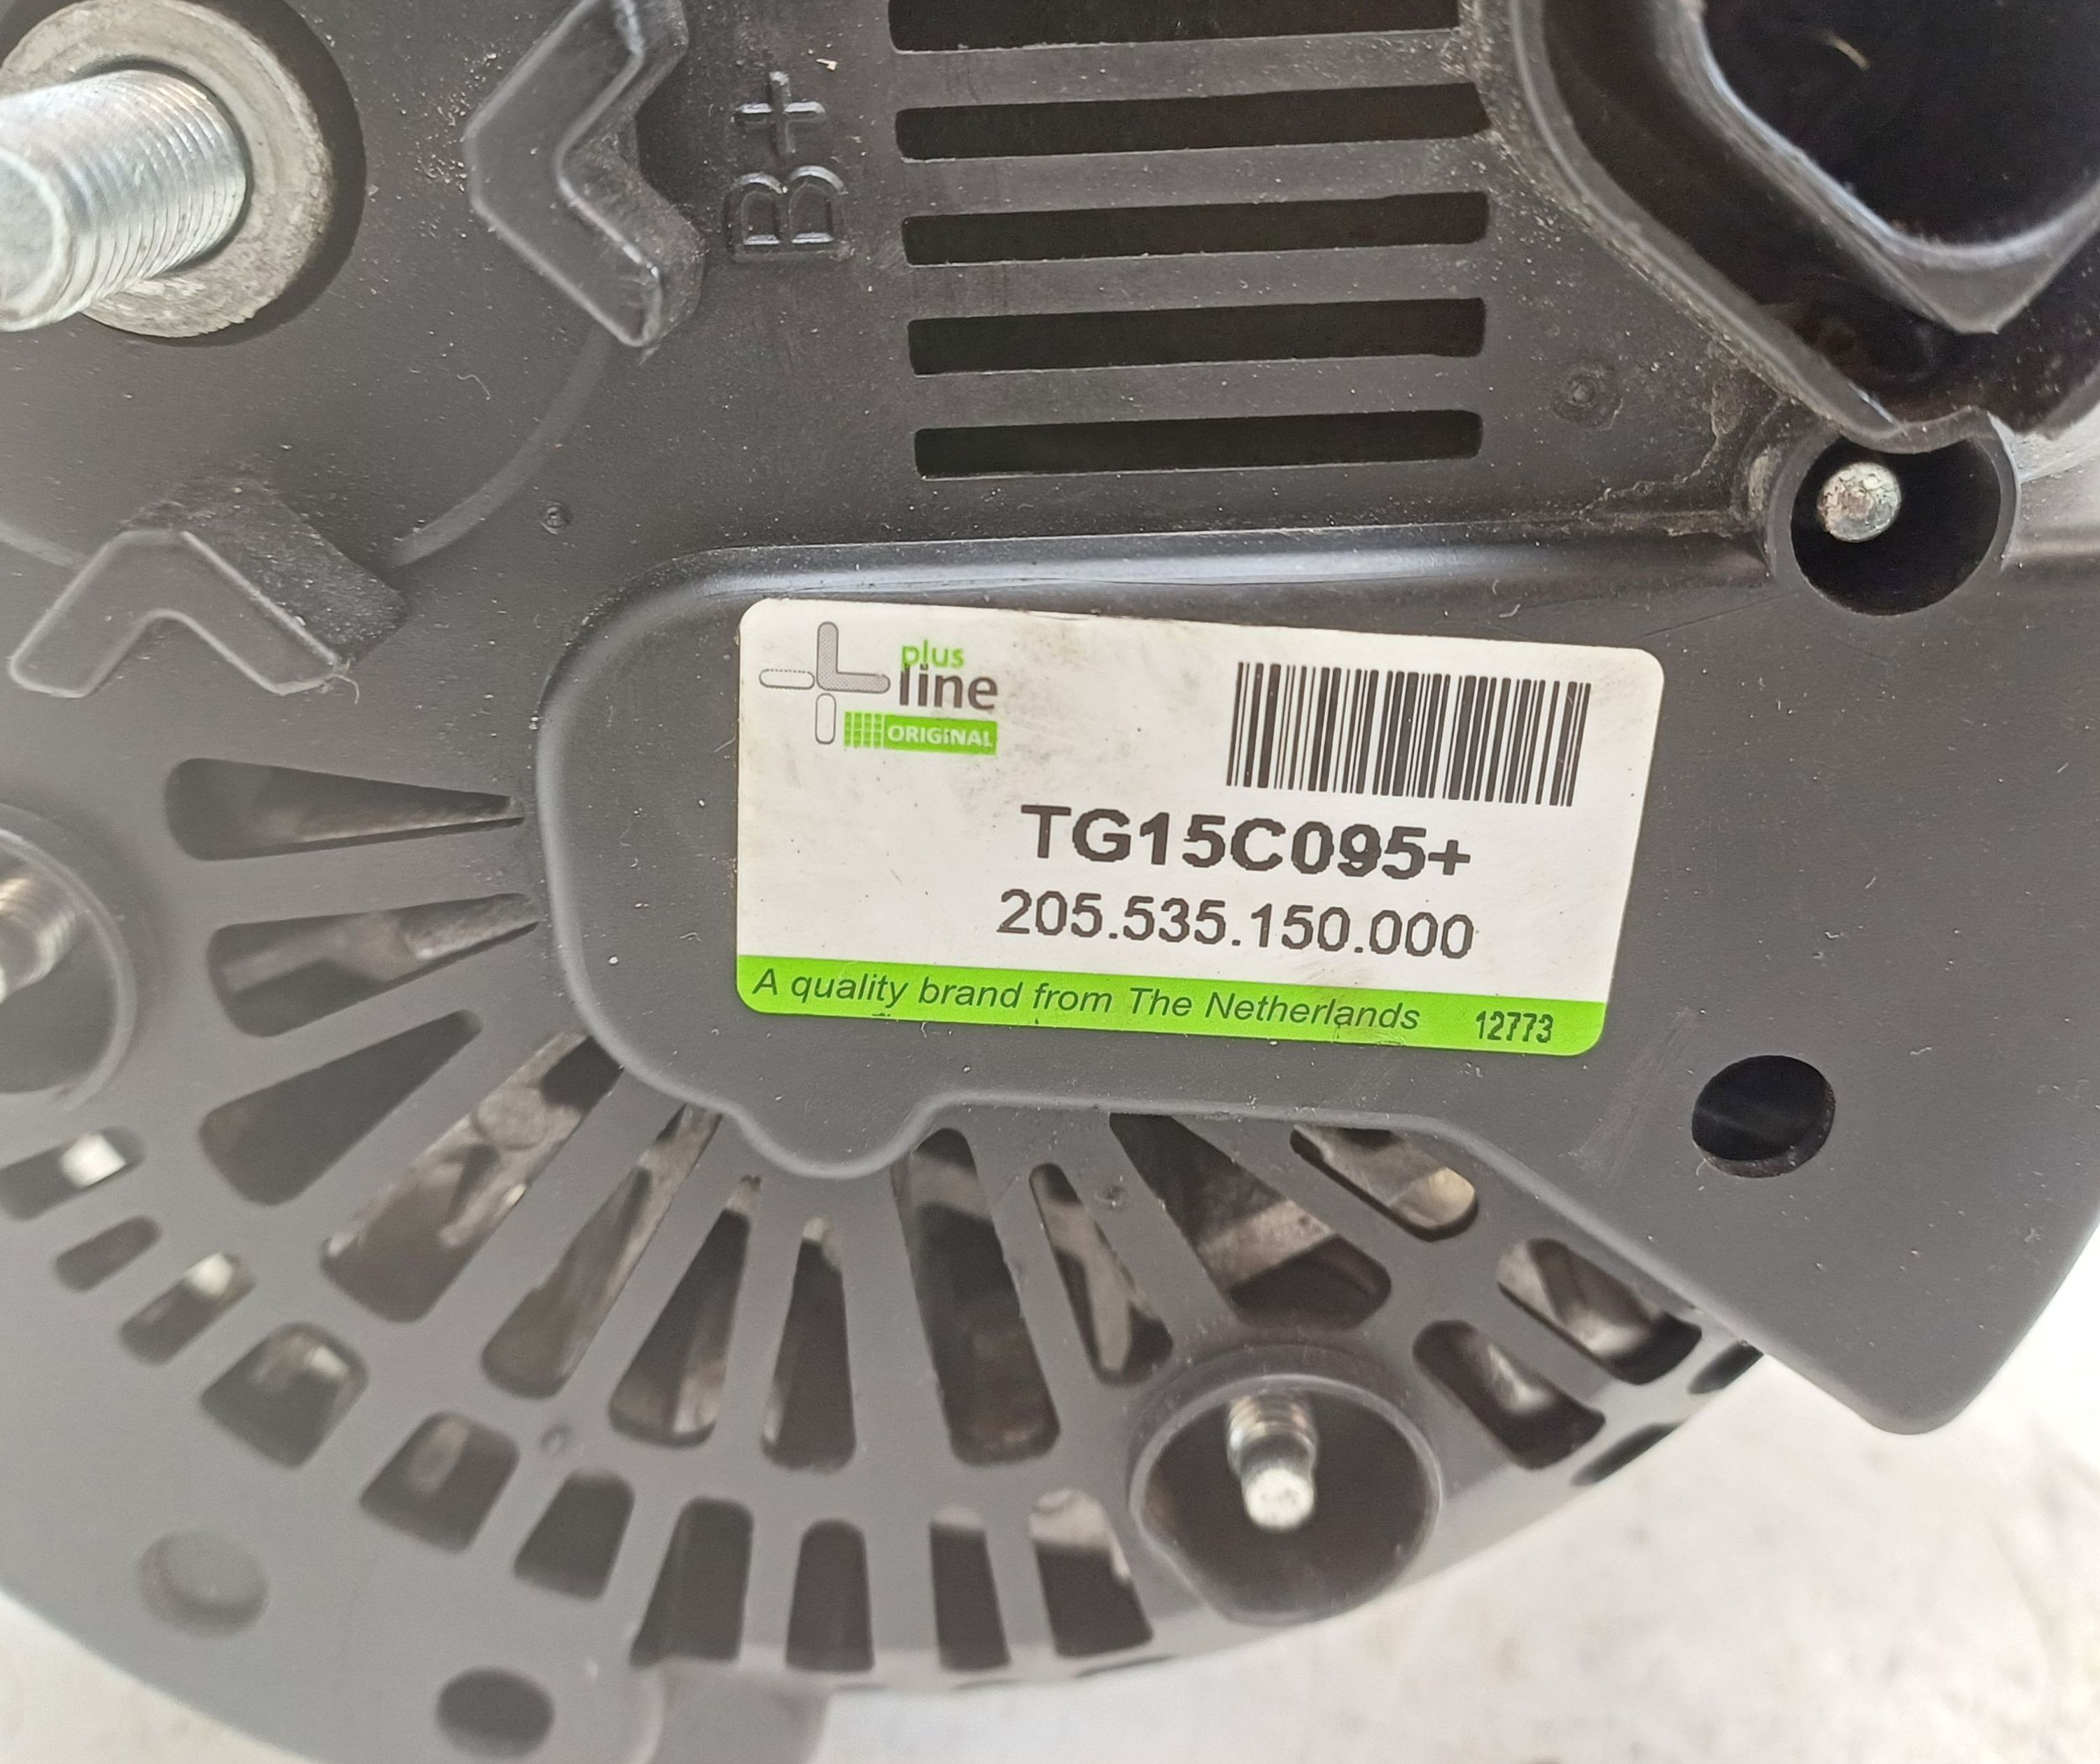 B+
plus
line
ORIGINAL
TG15C095+
205.535.150.000
A quality brand from The Netherlands 12773